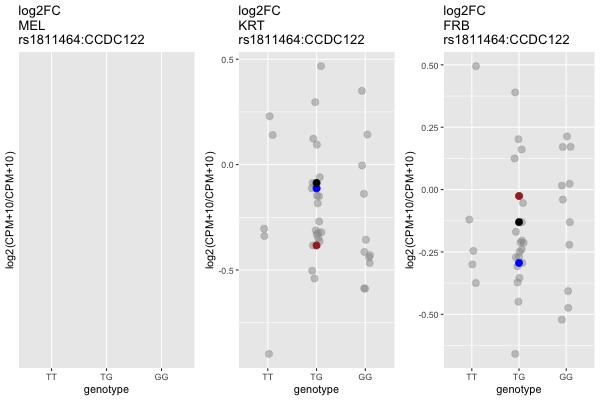 log2FC
MEL
rs1811464:CCDC122
log2(CPM+10/CPM+10)
TT TG GG
genotype
log2FC
KRT
rs1811464:CCDC122
log2(CPM+10/CPM+10)
0.5
0.0
-0.5
TT TG GG
genotype
log2FC
FRB
rs1811464:CCDC122
log2(CPM+10/CPM+10)
0.50
0.25
0.00
-0.25
-0.50
TT TG GG
genotype